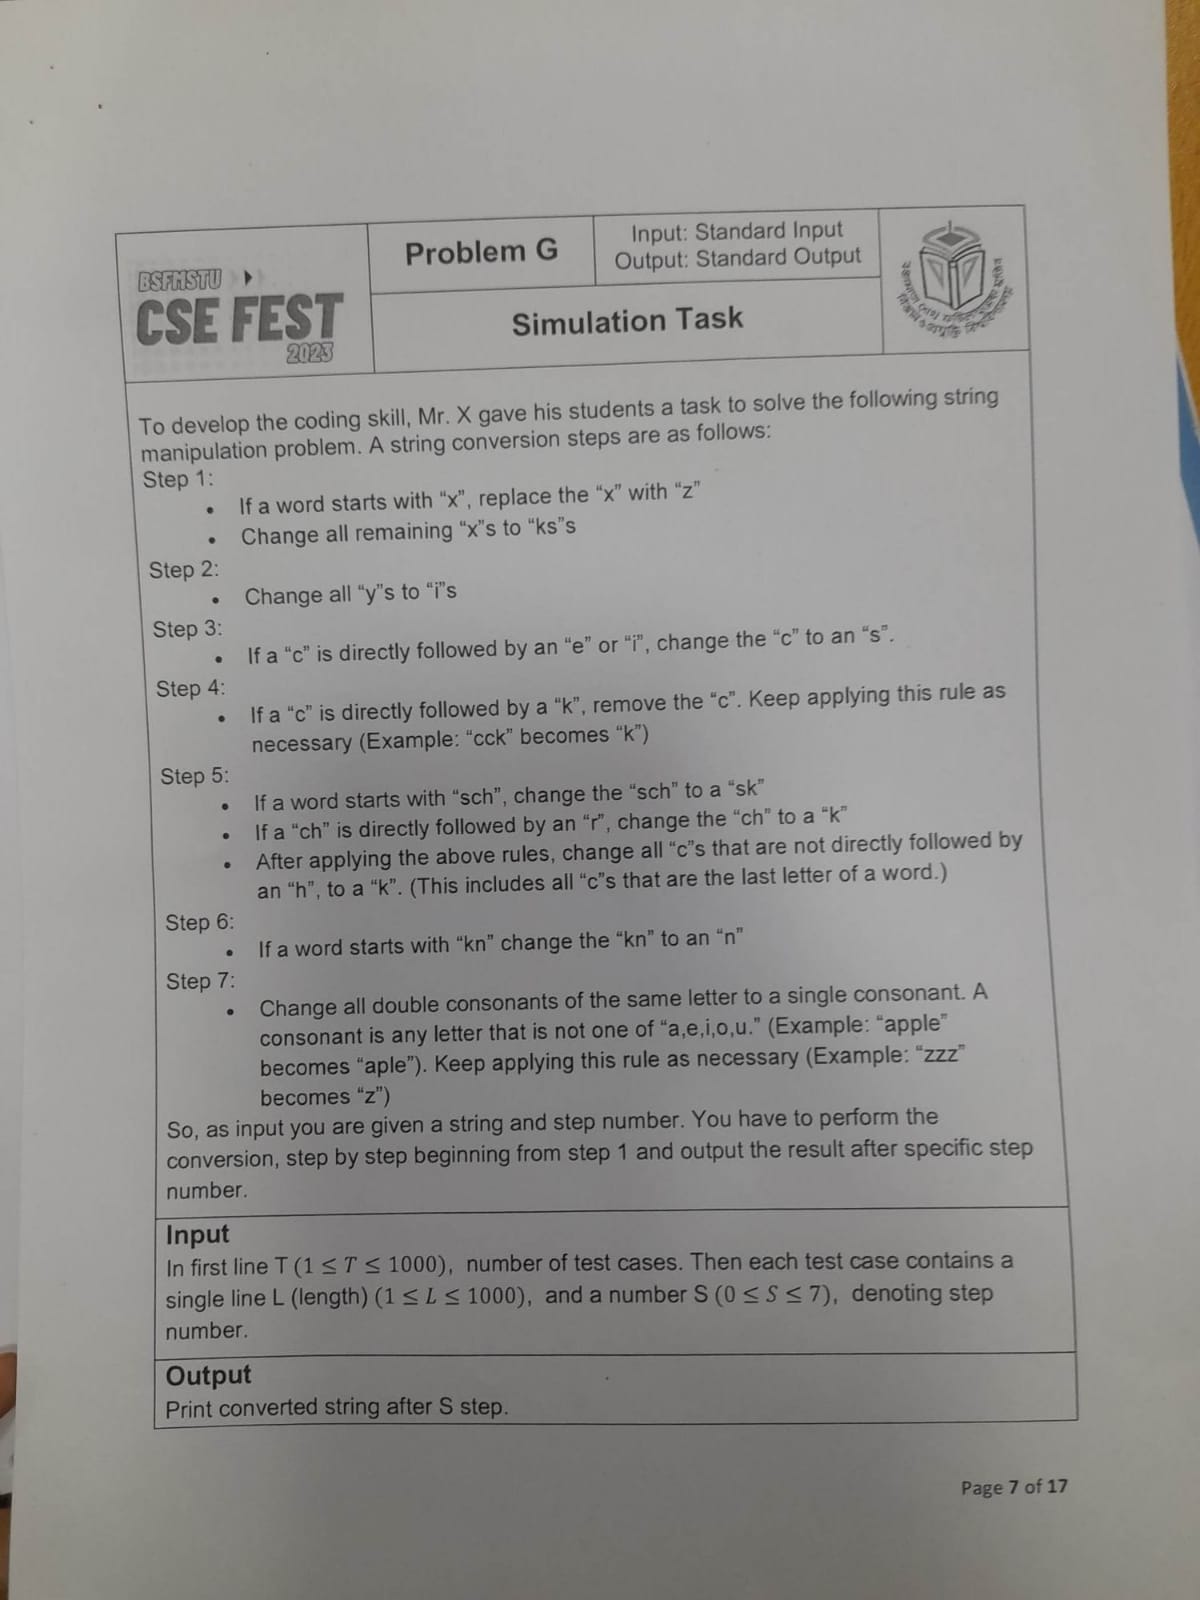 BSFMSTU
CSE FEST
2023
Problem G
Input: Standard Input
Output: Standard Output
Simulation Task
To develop the coding skill, Mr. X gave his students a task to solve the following string
manipulation problem. A string conversion steps are as follows:
Step 1:
• If a word starts with “x”, replace the “x” with “z”
• Change all remaining “x”s to “ks”s
Step 2:
• Change all “y”s to “i”s
Step 3:
• If a “c” is directly followed by an “e” or “i”, change the “c” to an “s”.
Step 4:
• If a “c” is directly followed by a “k”, remove the “c”. Keep applying this rule as
necessary (Example: “cck” becomes “k”)
Step 5:
• If a word starts with “sch”, change the “sch” to a “sk”
• If a “ch” is directly followed by an “r”, change the “ch” to a “k”
• After applying the above rules, change all “c”s that are not directly followed by
an “h”, to a “k”. (This includes all “c”s that are the last letter of a word.)
Step 6:
• If a word starts with “kn” change the “kn” to an “n”
Step 7:
• Change all double consonants of the same letter to a single consonant. A
consonant is any letter that is not one of “a,e,i,o,u.” (Example: “apple”
becomes “aple”). Keep applying this rule as necessary (Example: “zzz”
becomes “z”)
So, as input you are given a string and step number. You have to perform the
conversion, step by step beginning from step 1 and output the result after specific step
number.
Input
In first line T (1 ≤ T ≤ 1000), number of test cases. Then each test case contains a
single line L (length) (1 ≤ L ≤ 1000), and a number S (0 ≤ S ≤ 7), denoting step
number.
Output
Print converted string after S step.
Page 7 of 17